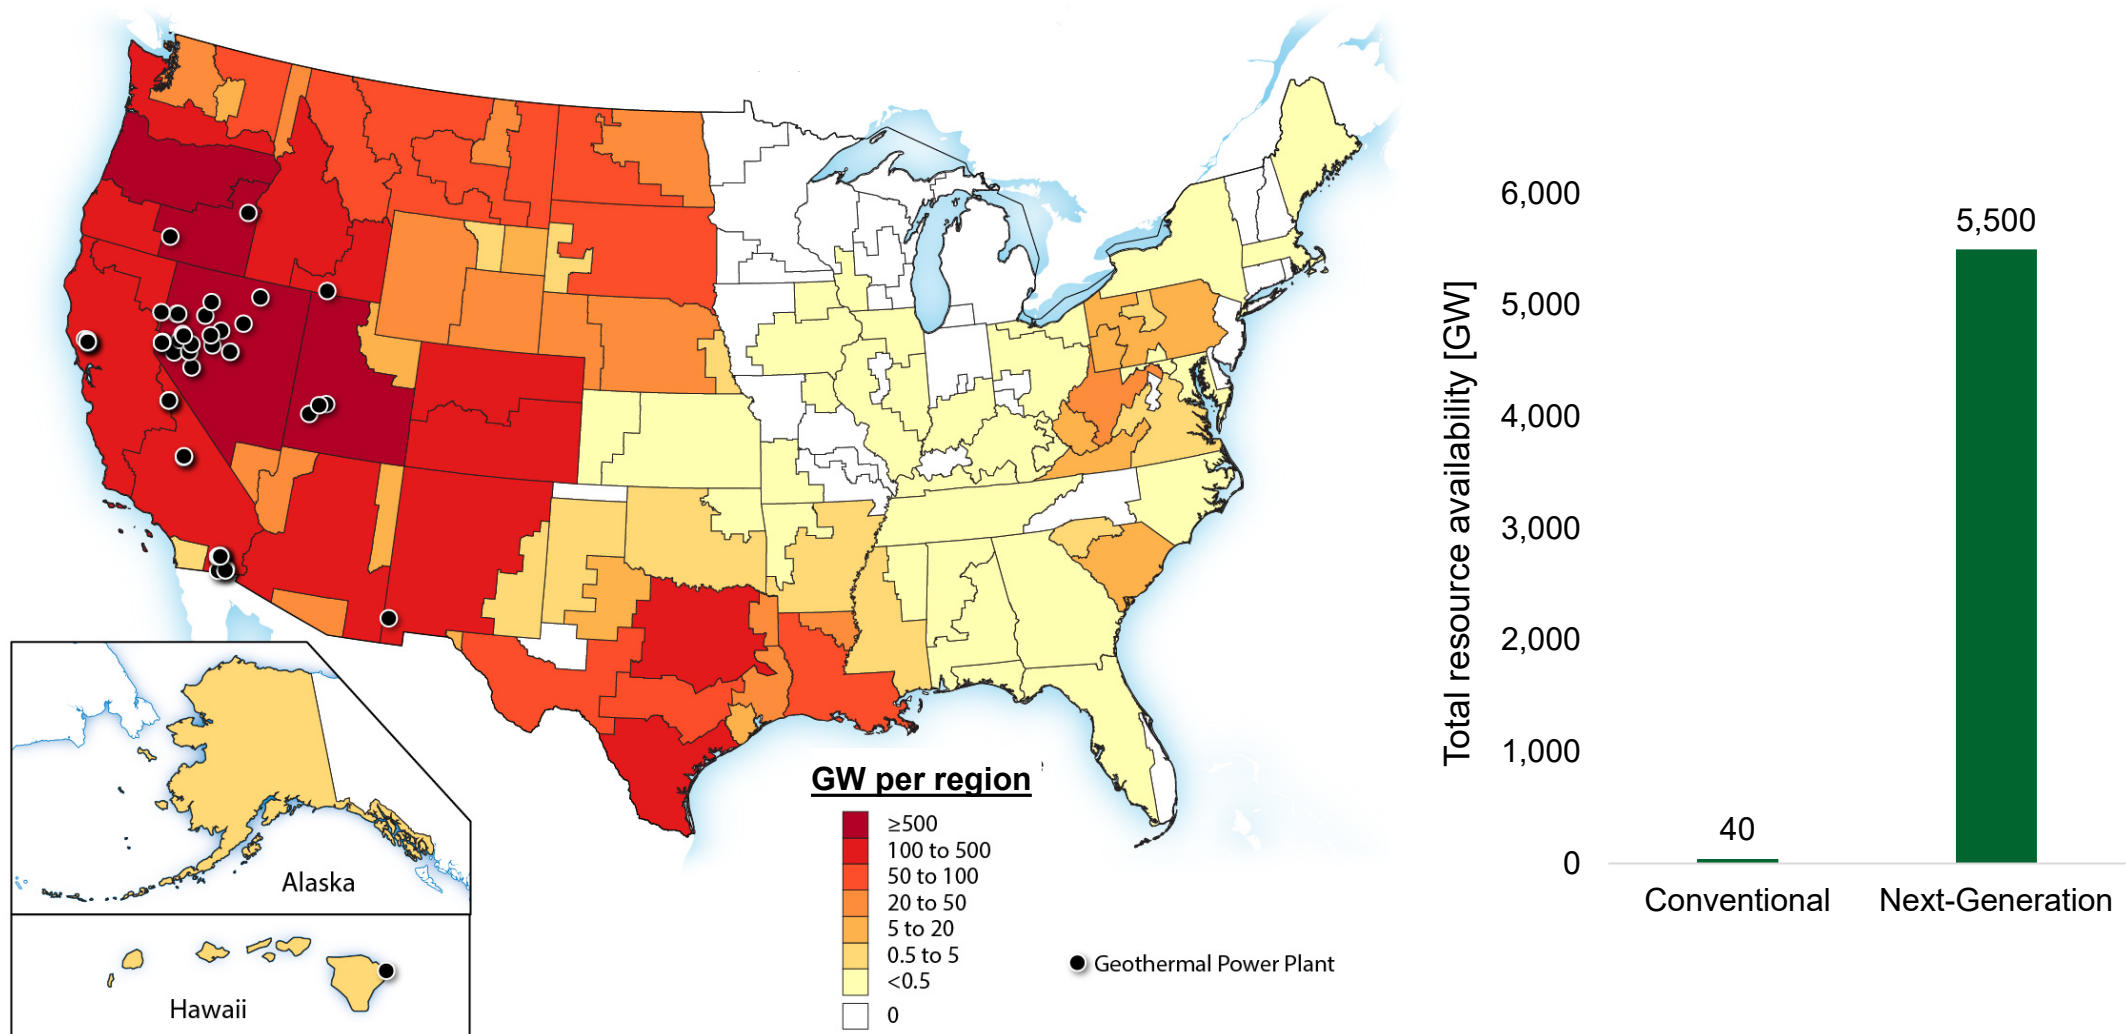 Alaska
Hawaii
GW per region
≥500
100 to 500
50 to 100
20 to 50
5 to 20
0.5 to 5
<0.5
0
Geothermal Power Plant
Total resource availability [GW]
6,000
5,000
4,000
3,000
2,000
1,000
0
40
5,500
Conventional
Next-Generation